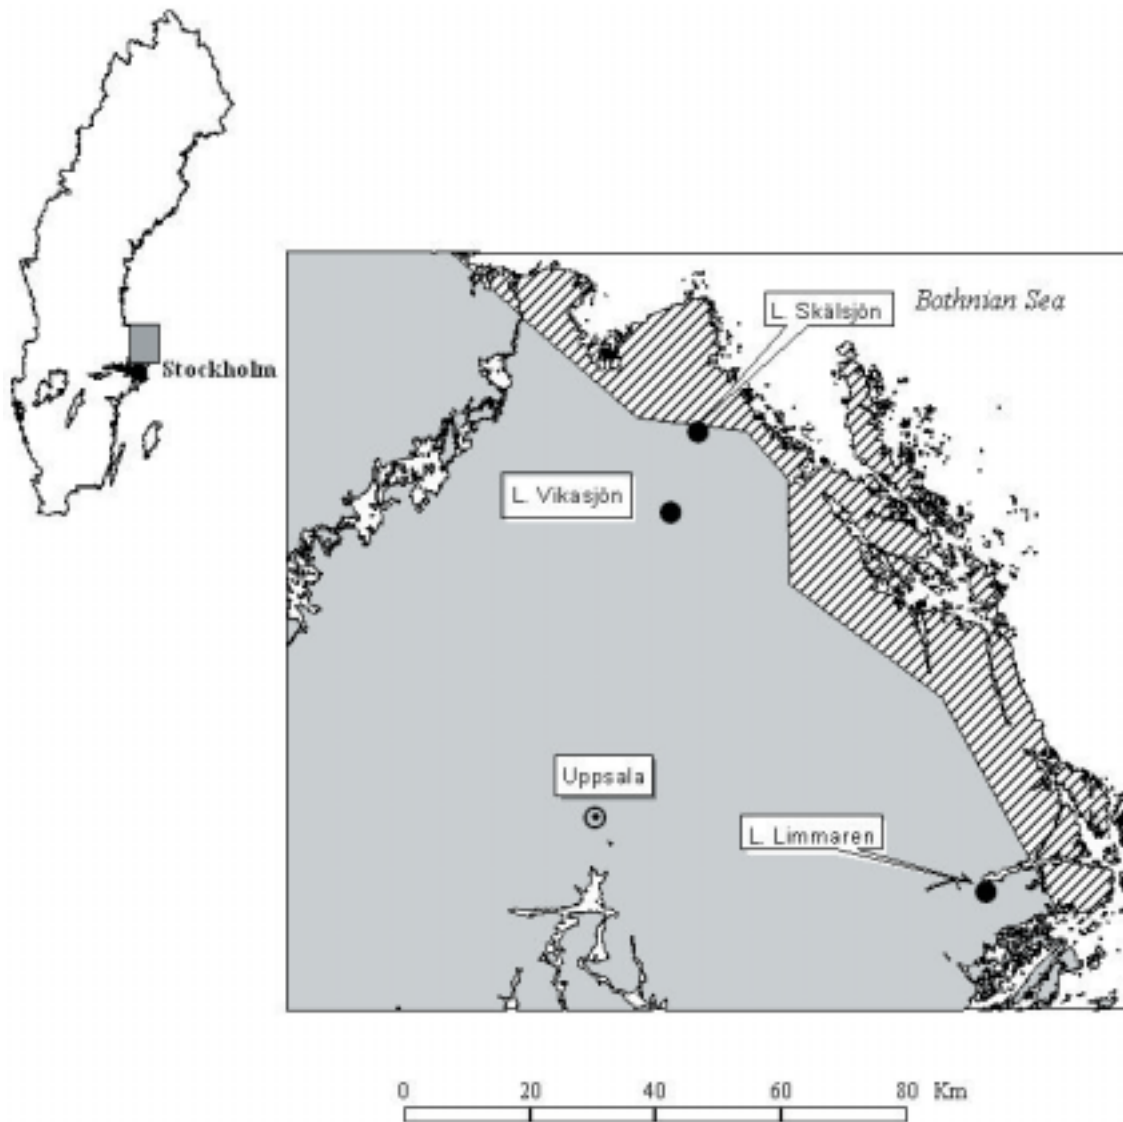 Bothnian Sea
L. Skälsjön
Stockholm
L. Vikasjön
Uppsala
L. Limmaren
0 20 40 60 80 Km